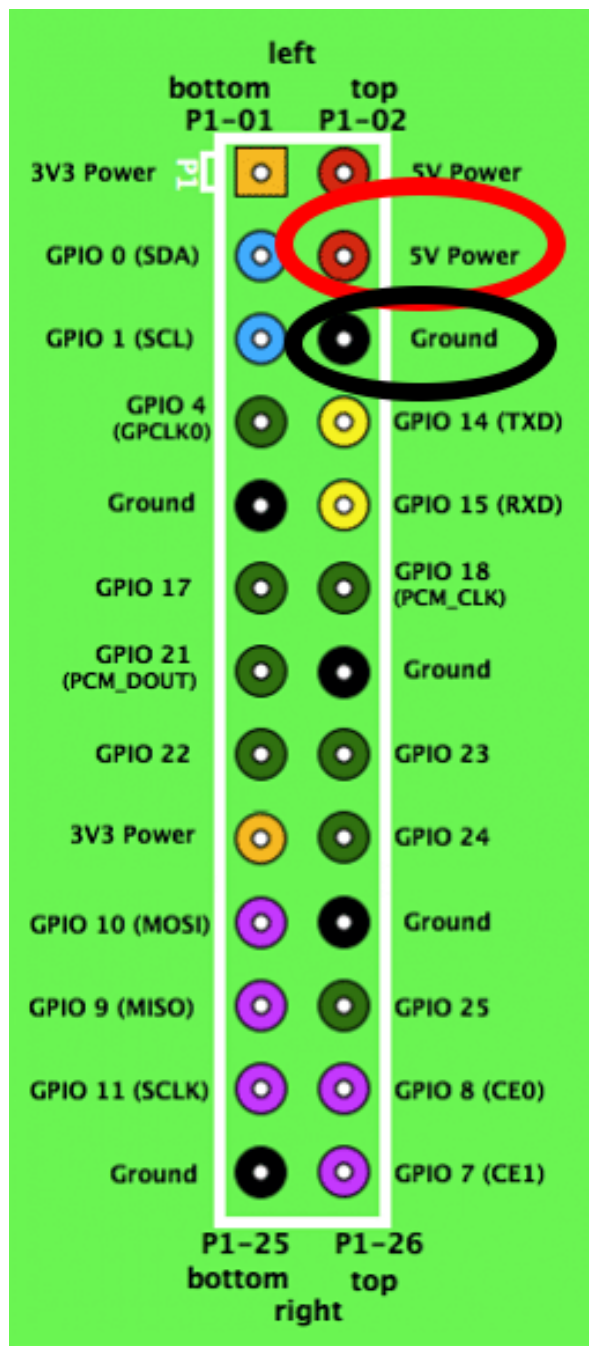 left
bottom top
P1-01 P1-02
3V3 Power P1 5V Power
GPIO 0 (SDA) 5V Power
GPIO 1 (SCL) Ground
GPIO 4
(GPCLK0) GPIO 14 (TXD)
Ground GPIO 15 (RXD)
GPIO 17 GPIO 18
(PCM_CLK)
GPIO 21
(PCM_DOUT) Ground
GPIO 22 GPIO 23
3V3 Power GPIO 24
GPIO 10 (MOSI) Ground
GPIO 9 (MISO) GPIO 25
GPIO 11 (SCLK) GPIO 8 (CE0)
Ground GPIO 7 (CE1)
P1-25 P1-26
bottom top
right